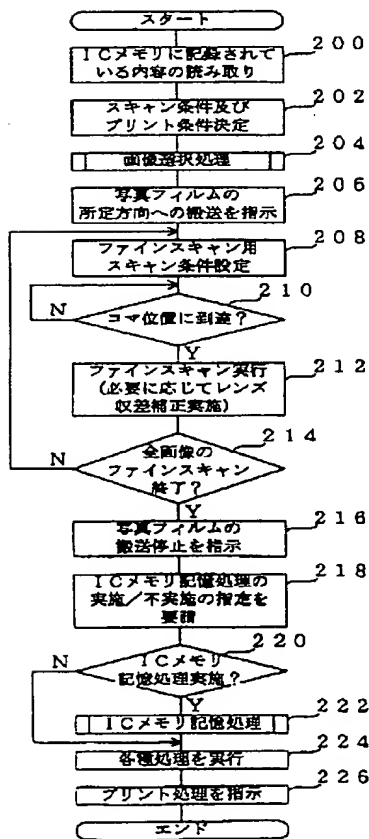 スタート
200
ICメモリに記録されて
いる内容の読み取り
202
スキャン条件及び
プリント条件決定
204
画像選択処理
206
写真フィルムの
所定方向への搬送を指示
208
ファインスキャン用
スキャン条件設定
210
N
コマ位置に到達?
Y
212
ファインスキャン実行
(必要に応じてレンズ
収差補正実施)
214
N
全画像の
ファインスキャン
終了?
Y
216
写真フィルムの
搬送停止を指示
218
ICメモリ記憶処理の
実施/不実施の指定を
要請
220
N
ICメモリ
記憶処理実施?
Y
222
ICメモリ記憶処理
224
各種処理を実行
226
プリント処理を指示
エンド